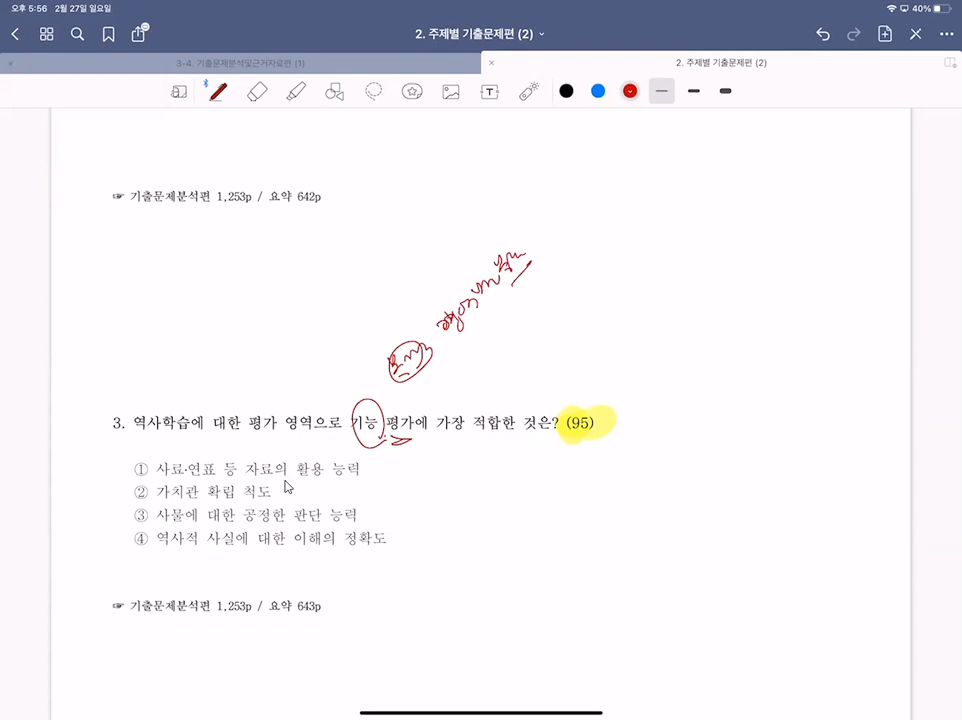 오후 5:56 2월 27일 일요일 40%
2. 주제별 기출문제편 (2)
3-4. 기출문제분석및근거자료편 (1)
2. 주제별 기출문제편 (2)
☞ 기출문제분석편 1,253p / 요약 642p
3. 역사학습에 대한 평가 영역으로 기능 평가에 가장 적합한 것은? (95)
① 사료·연표 등 자료의 활용 능력
② 가치관 확립 척도
③ 사물에 대한 공정한 판단 능력
④ 역사적 사실에 대한 이해의 정확도
☞ 기출문제분석편 1,253p / 요약 643p